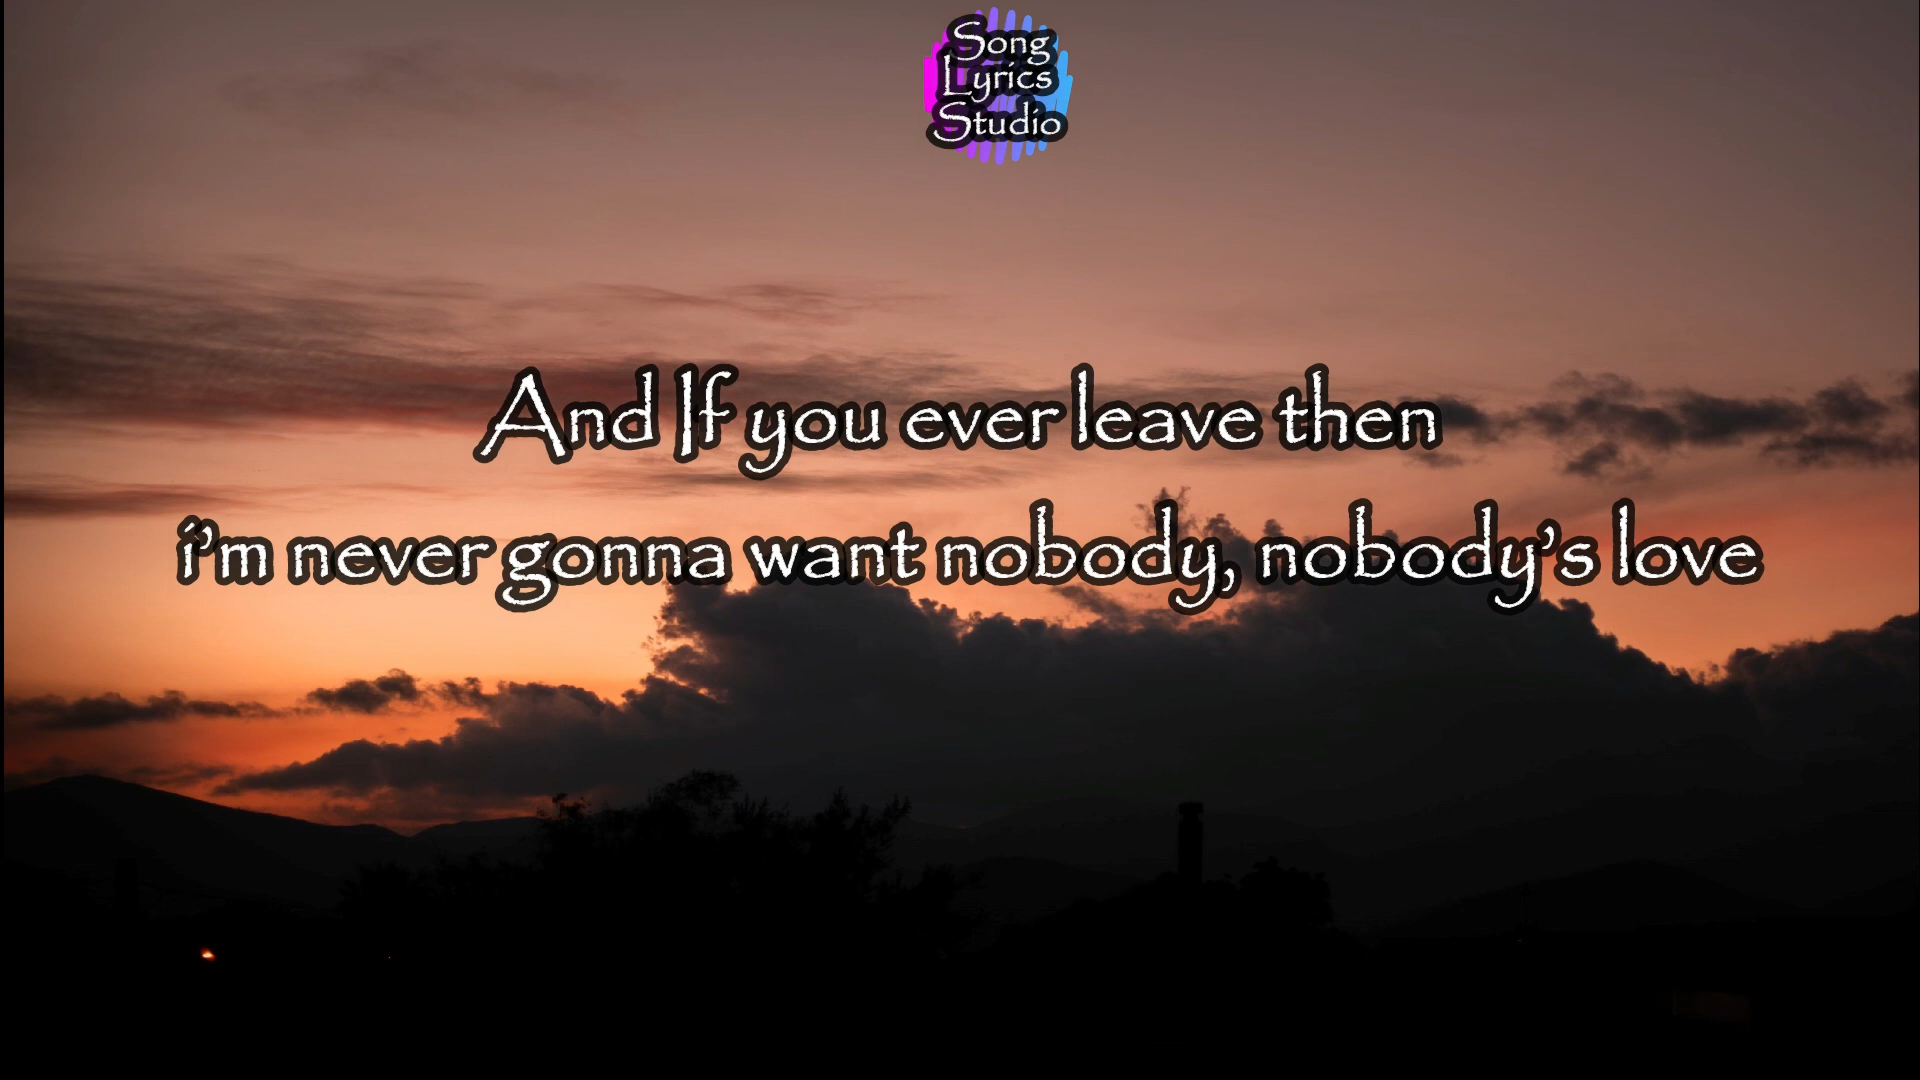 Song
Lyrics
Studio
And If you ever leave then
i'm never gonna want nobody, nobody's love